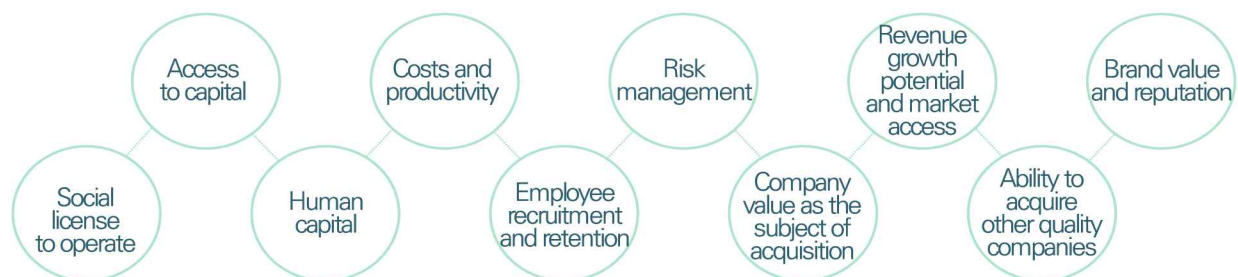 Social
license
to operate
Access
to capital
Human
capital
Costs and
productivity
Employee
recruitment
and retention
Risk
management
Company
value as the
subject of
acquisition
Revenue
growth
potential
and market
access
Ability to
acquire
other quality
companies
Brand value
and reputation